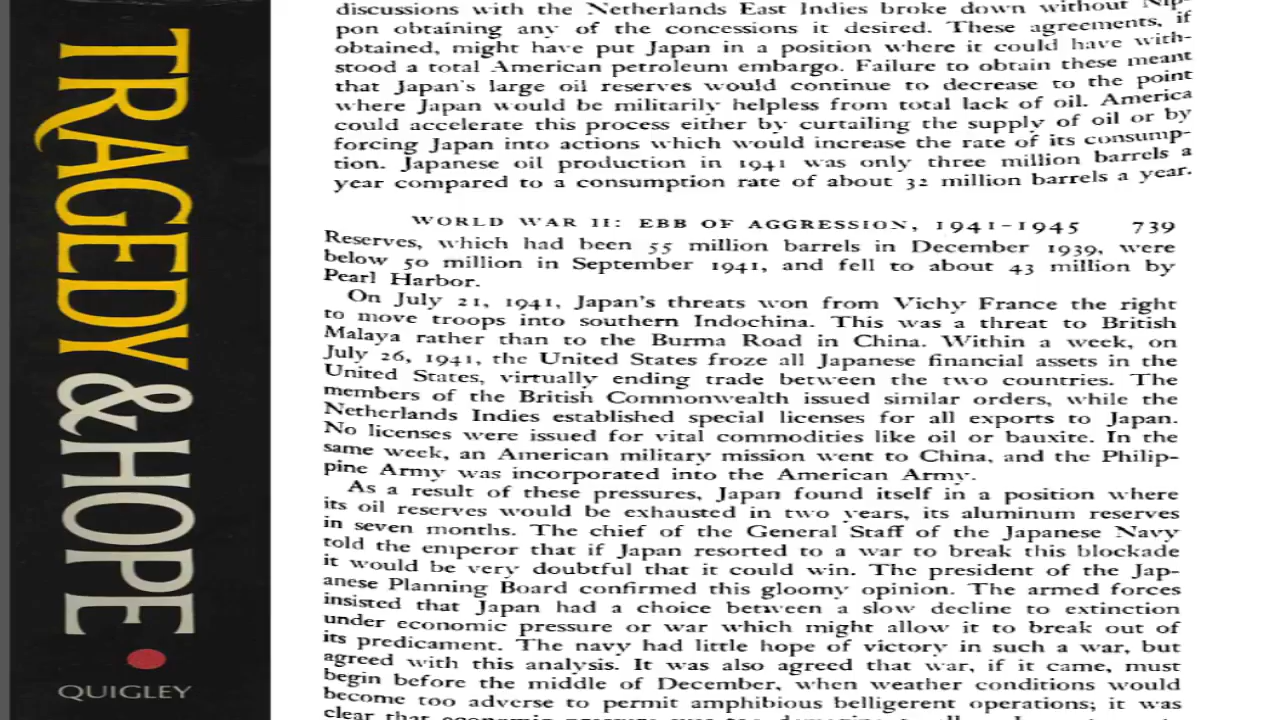 TRAGEDY & HOPE
QUIGLEY
discussions with the Netherlands East Indies broke down without Nip-
pon obtaining any of the concessions it desired. These agreements, if
obtained, might have put Japan in a position where it could have with-
stood a total American petroleum embargo. Failure to obtain these meant
that Japan's large oil reserves would continue to decrease to the point
where Japan would be militarily helpless from total lack of oil. America
could accelerate this process either by curtailing the supply of oil or by
forcing Japan into actions which would increase the rate of its consump-
tion. Japanese oil production in 1941 was only three million barrels a
year compared to a consumption rate of about 32 million barrels a year.
WORLD WAR II: EBB OF AGGRESSION, 1941–1945 739
Reserves, which had been 55 million barrels in December 1939, were
below 50 million in September 1941, and fell to about 43 million by
Pearl Harbor.
On July 21, 1941, Japan's threats won from Vichy France the right
to move troops into southern Indochina. This was a threat to British
Malaya rather than to the Burma Road in China. Within a week, on
July 26, 1941, the United States froze all Japanese financial assets in the
United States, virtually ending trade between the two countries. The
members of the British Commonwealth issued similar orders, while the
Netherlands Indies established special licenses for all exports to Japan.
No licenses were issued for vital commodities like oil or bauxite. In the
same week, an American military mission went to China, and the Philip-
pine Army was incorporated into the American Army.
As a result of these pressures, Japan found itself in a position where
its oil reserves would be exhausted in two years, its aluminum reserves
in seven months. The chief of the General Staff of the Japanese Navy
told the emperor that if Japan resorted to a war to break this blockade
it would be very doubtful that it could win. The president of the Jap-
anese Planning Board confirmed this gloomy opinion. The armed forces
insisted that Japan had a choice between a slow decline to extinction
under economic pressure or war which might allow it to break out of
its predicament. The navy had little hope of victory in such a war, but
agreed with this analysis. It was also agreed that war, if it came, must
begin before the middle of December, when weather conditions would
become too adverse to permit amphibious belligerent operations; it was
clear that economic